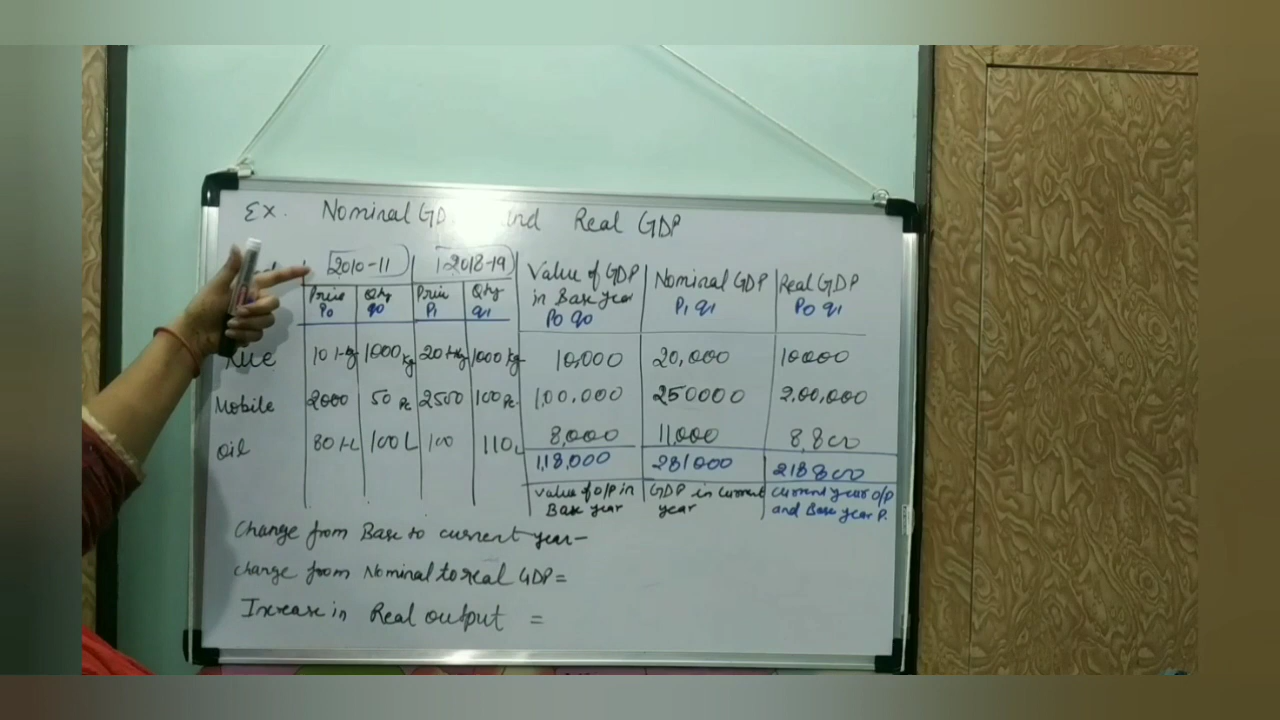 Ex. Nominal GD and Real GDP
2010-11 2018-19 Value of GDP in Base year P0 q0 Nominal GDP P1 q1 Real GDP P0 q1
Price P0 Qty q0 Price P1 Qty q1
10 1kg 1000 kg 20 1kg 1000 kg 10,000 20,000 10000
Mobile 2000 50 Pc 2500 100 Pc 1,00,000 250000 2,00,000
Oil 80 1L 100 L 100 110 L 8,000 11,000 8,800
1,18,000 281000 218800
Value of O/P in Base year GDP in current year current year O/P and Base year P.
Change from Base to current year-
Change from Nominal to real GDP =
Increase in Real output =